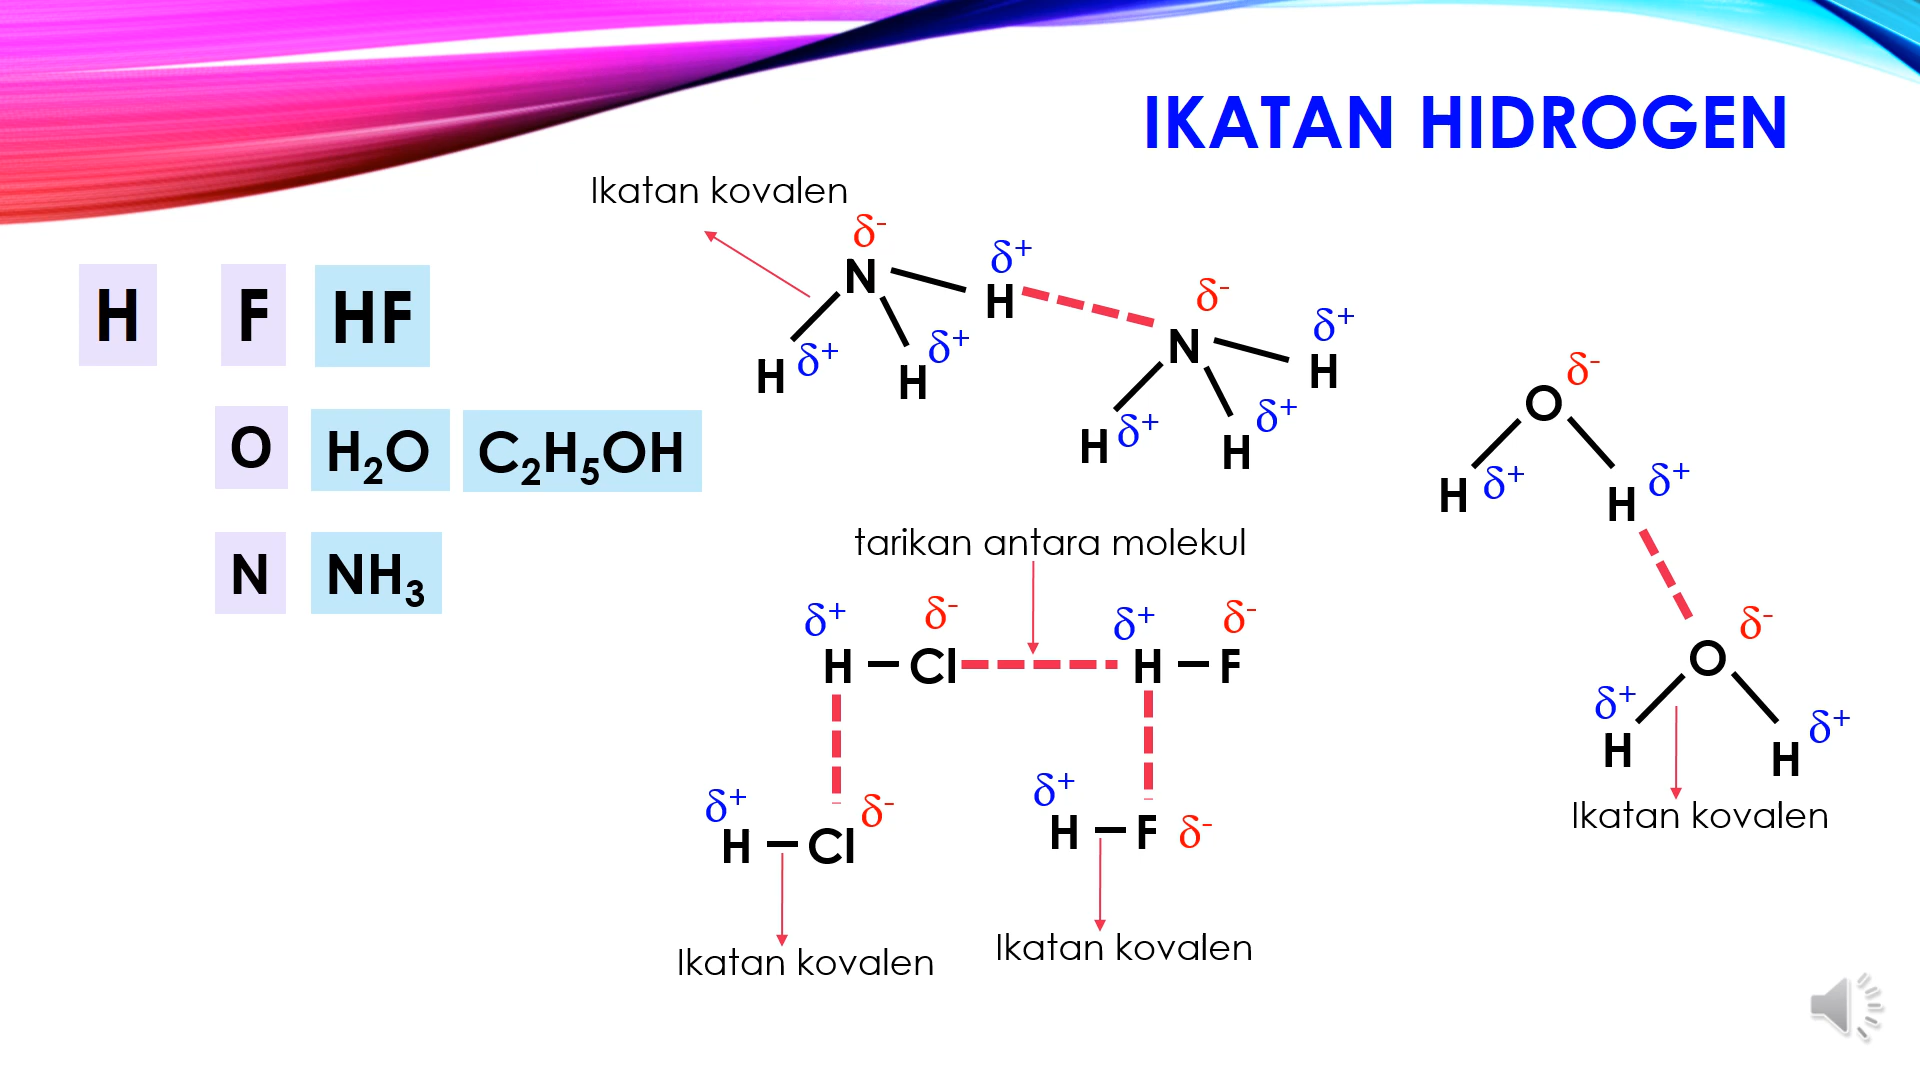 IKATAN HIDROGEN
H F HF
O H₂O C₂H₅OH
N NH₃
Ikatan kovalen
δ-
N δ+
H
H δ+ H δ+
δ-
N δ+
H
H δ+ H δ+
δ-
O
H δ+ H δ+
δ-
O
δ+ H H δ+
Ikatan kovalen
tarikan antara molekul
δ+ δ- δ+ δ-
H Cl H F
δ+ δ- δ+
H Cl H F δ-
Ikatan kovalen Ikatan kovalen